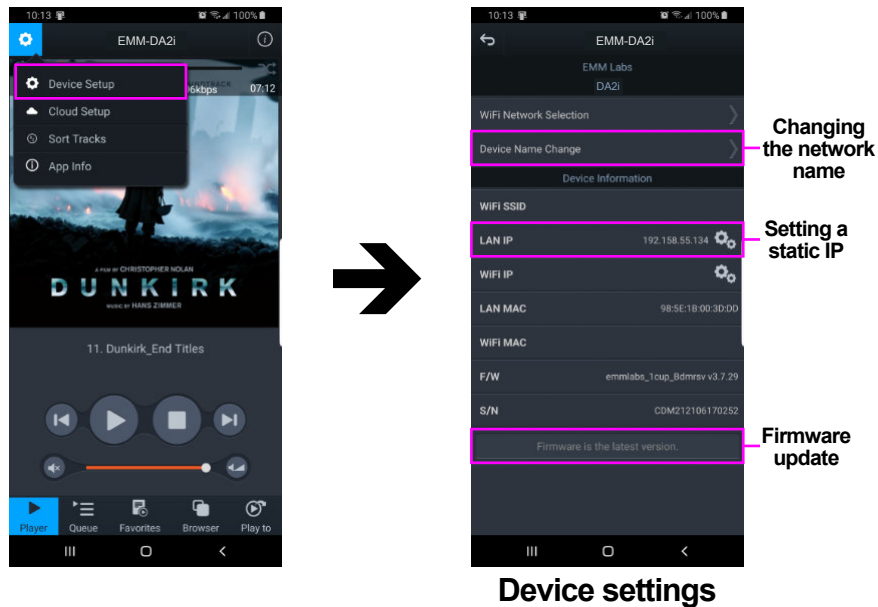 10:13
100%
EMM-DA2i
Device Setup
96kbps
07:12
Cloud Setup
Sort Tracks
App Info
A FILM BY CHRISTOPHER NOLAN
DUNKIRK
MUSIC BY HANS ZIMMER
11. Dunkirk_End Titles
Player
Queue
Favorites
Browser
Play to
10:13
100%
EMM-DA2i
EMM Labs
DA2i
WiFi Network Selection
Device Name Change
Device Information
WiFi SSID
LAN IP
192.158.55.134
WiFi IP
LAN MAC
98:5E:1B:00:3D:DD
WiFi MAC
F/W
emmlabs_1cup_8dmrsv v3.7.29
S/N
CDM212106170252
Firmware is the latest version.
Changing
the network
name
Setting a
static IP
Firmware
update
Device settings